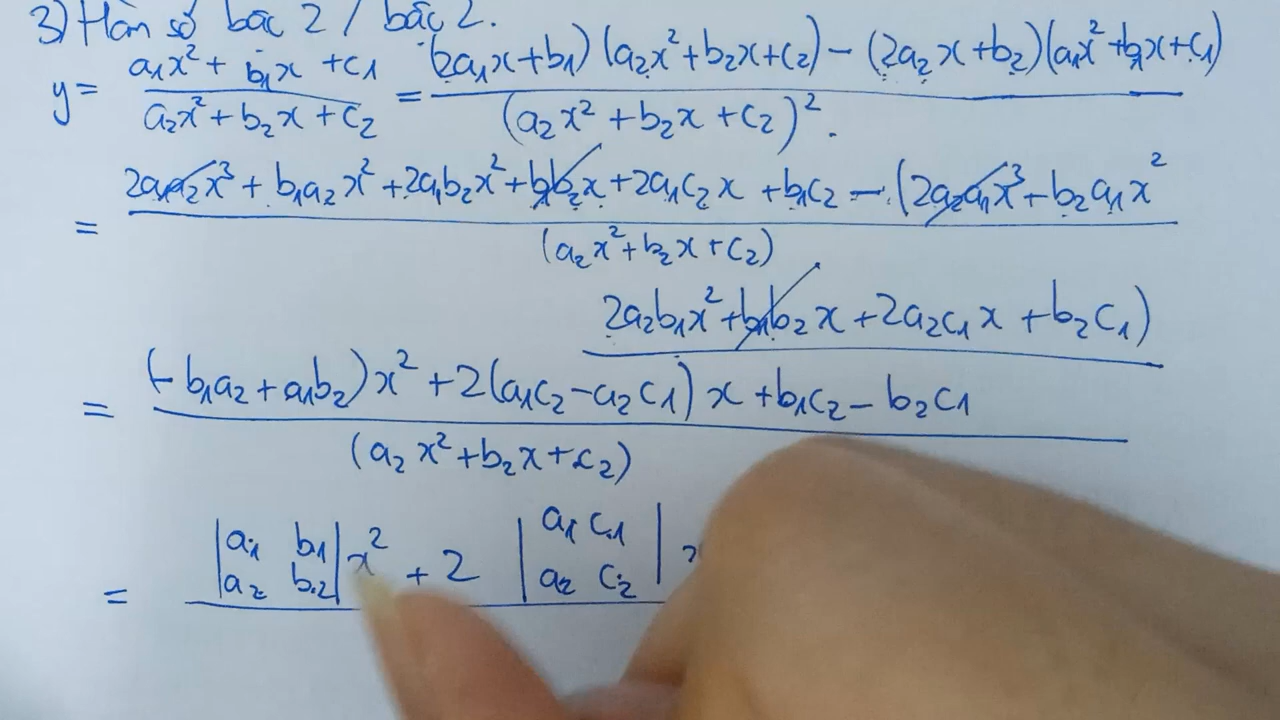 3) Hàm số bậc 2 / bậc 2.
y = (a₁x² + b₁x + c₁)/(a₂x² + b₂x + c₂) = ((2a₁x+b₁)(a₂x²+b₂x+c₂) − (2a₂x+b₂)(a₁x²+b₁x+c₁))/(a₂x² + b₂x + c₂)².
= (2a₁a₂x³ + b₁a₂x² + 2a₁b₂x² + b₁b₂x + 2a₁c₂x + b₁c₂ − (2a₂a₁x³ + b₂a₁x²
(a₂x² + b₂x + c₂)
2a₂b₁x² + b₁b₂x + 2a₂c₁x + b₂c₁)
= ((−b₁a₂ + a₁b₂)x² + 2(a₁c₂ − a₂c₁)x + b₁c₂ − b₂c₁)/(a₂x² + b₂x + c₂)
= |a₁ b₁| x² + 2 |a₁ c₁|
|a₂ b₂| |a₂ c₂|